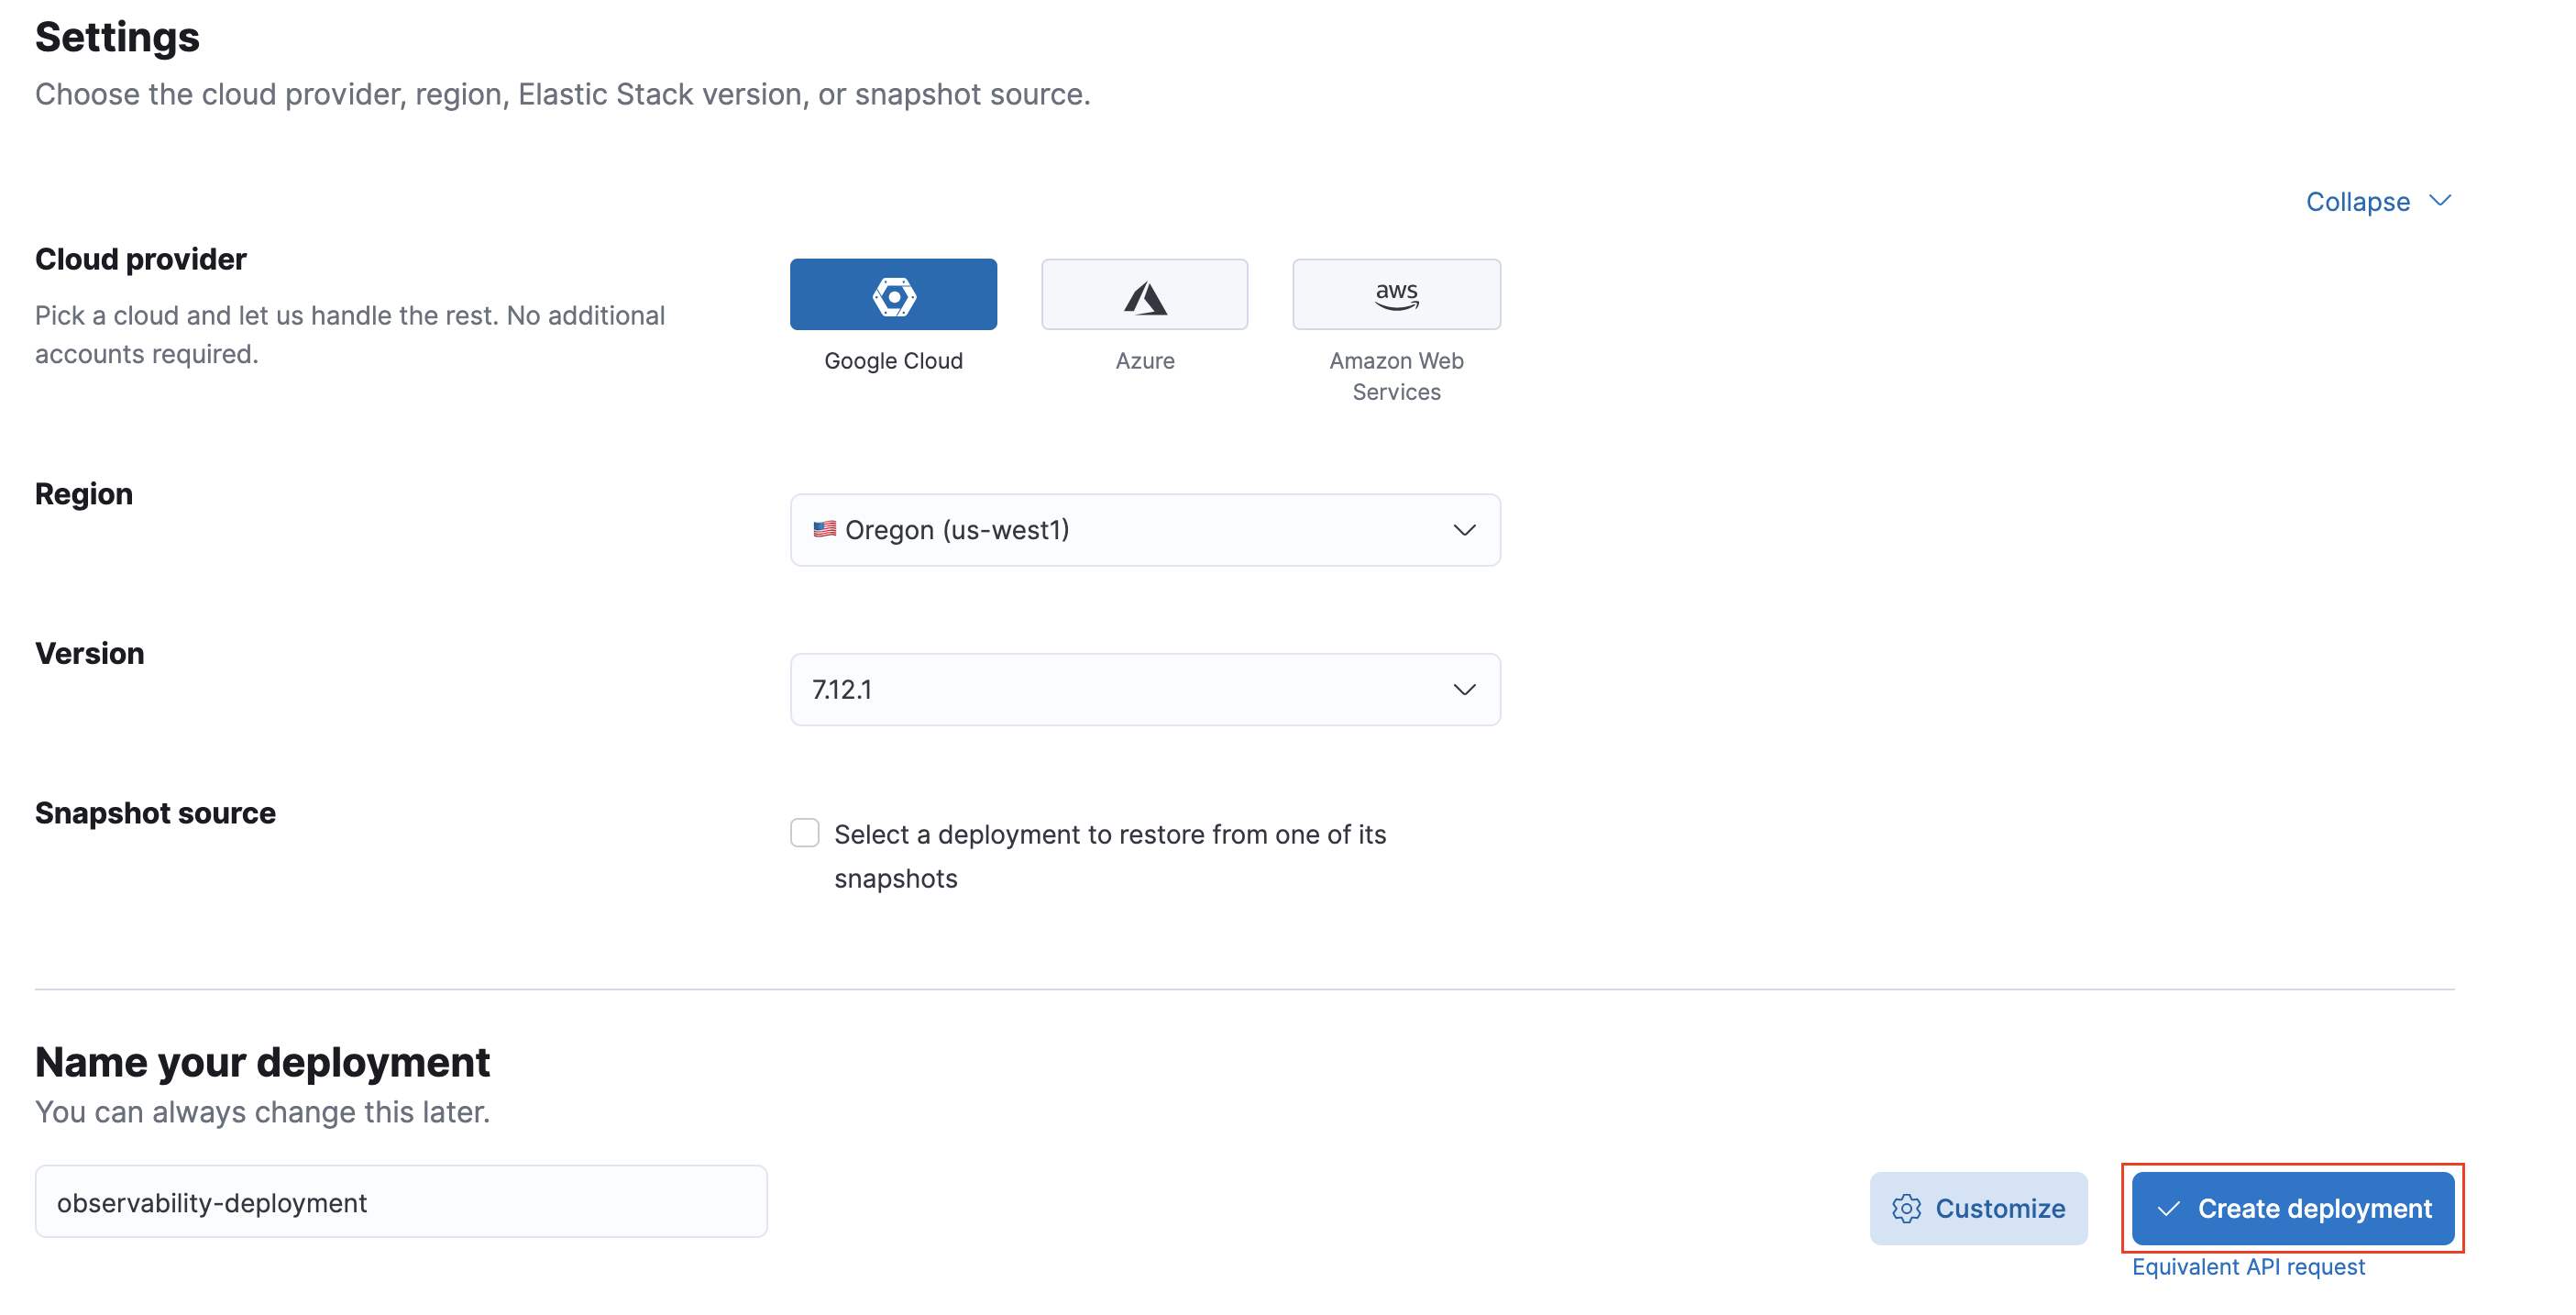 Settings
Choose the cloud provider, region, Elastic Stack version, or snapshot source.
Collapse
Cloud provider
Pick a cloud and let us handle the rest. No additional
accounts required.
aws
Google Cloud
Azure
Amazon Web
Services
Region
🇺🇸 Oregon (us-west1)
Version
7.12.1
Snapshot source
Select a deployment to restore from one of its
snapshots
Name your deployment
You can always change this later.
observability-deployment
Customize
Create deployment
Equivalent API request